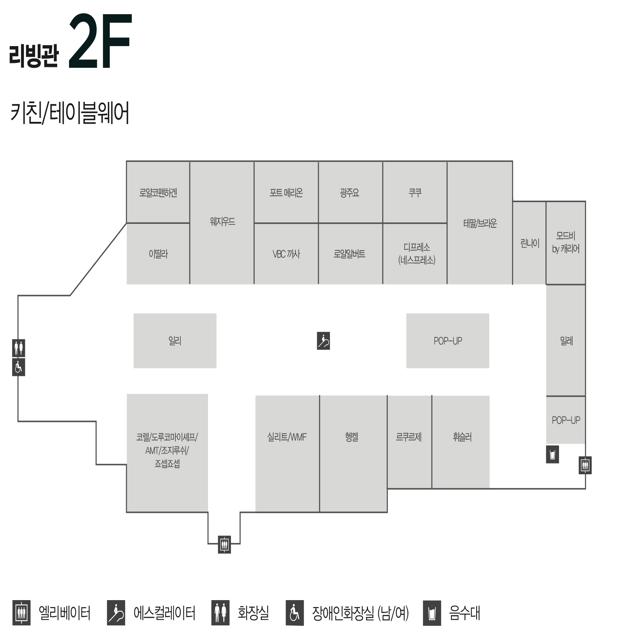 리빙관 2F
키친/테이블웨어
로얄코펜하겐
웨지우드
포트 메리온
광주요
쿠쿠
테팔/브라운
이딸라
VBC 까사
로얄알버트
디프레소
(네스프레소)
린나이
모드비
by 캐리어
일리
POP-UP
밀레
POP-UP
코렐/도루코마이셰프/
AMT/조지루쉬/
죠셉죠셉
실리트/WMF
헹켈
르쿠르제
휘슬러
엘리베이터
에스컬레이터
화장실
장애인화장실 (남/여)
음수대